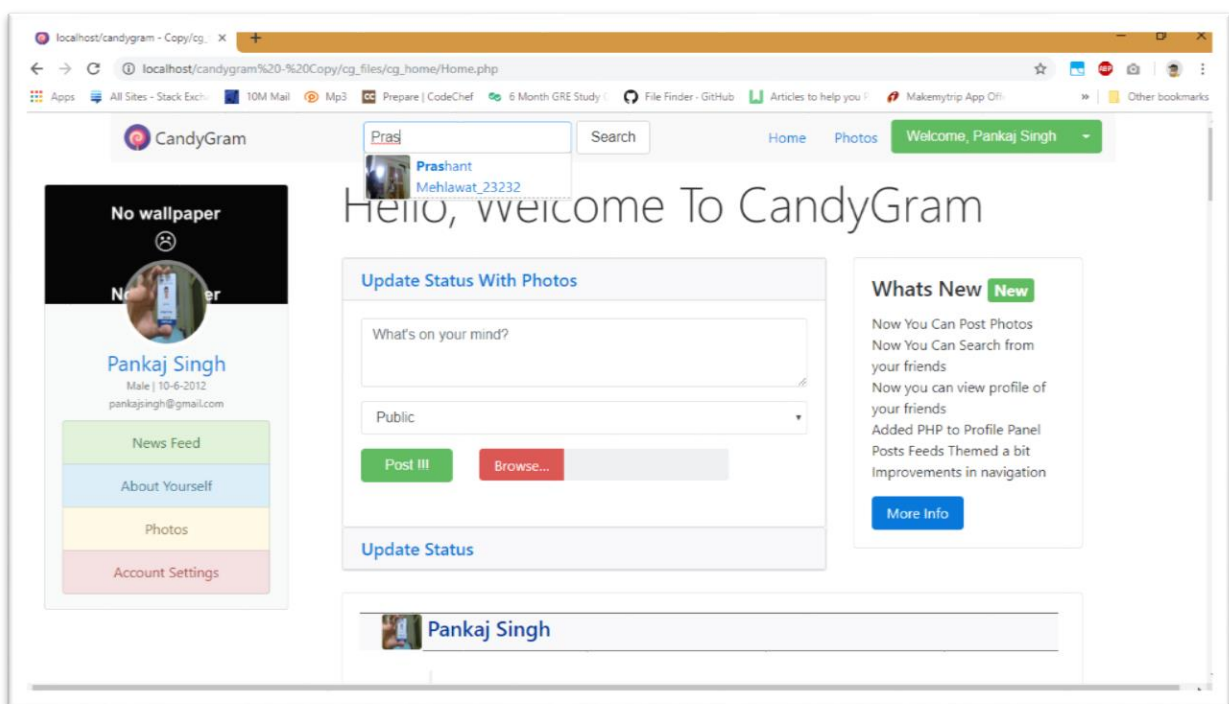 localhost/candygram - Copy/cg_
localhost/candygram%20-%20Copy/cg_files/cg_home/Home.php
Apps All Sites - Stack Exch 10M Mail Mp3 Prepare | CodeChef 6 Month GRE Study File Finder · GitHub Articles to help you Makemytrip App Off » Other bookmarks
CandyGram Pras Search Home Photos Welcome, Pankaj Singh
Prashant
Mehlawat_23232
Hello, Welcome To CandyGram
No wallpaper
Pankaj Singh
Male | 10-6-2012
pankajsingh@gmail.com
News Feed
About Yourself
Photos
Account Settings
Update Status With Photos
What's on your mind?
Public
Post !!! Browse...
Update Status
Pankaj Singh
Whats New New
Now You Can Post Photos
Now You Can Search from
your friends
Now you can view profile of
your friends
Added PHP to Profile Panel
Posts Feeds Themed a bit
Improvements in navigation
More Info